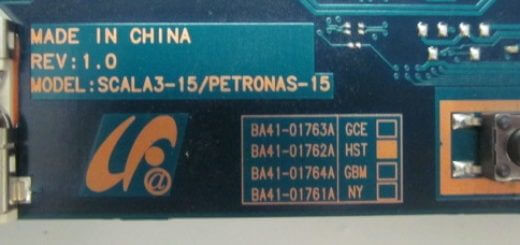 MADE IN CHINA
REV:1.0
MODEL:SCALA3-15/PETRONAS-15
@
BA41-01763A GCE
BA41-01762A HST
BA41-01764A GBM
BA41-01761A NY